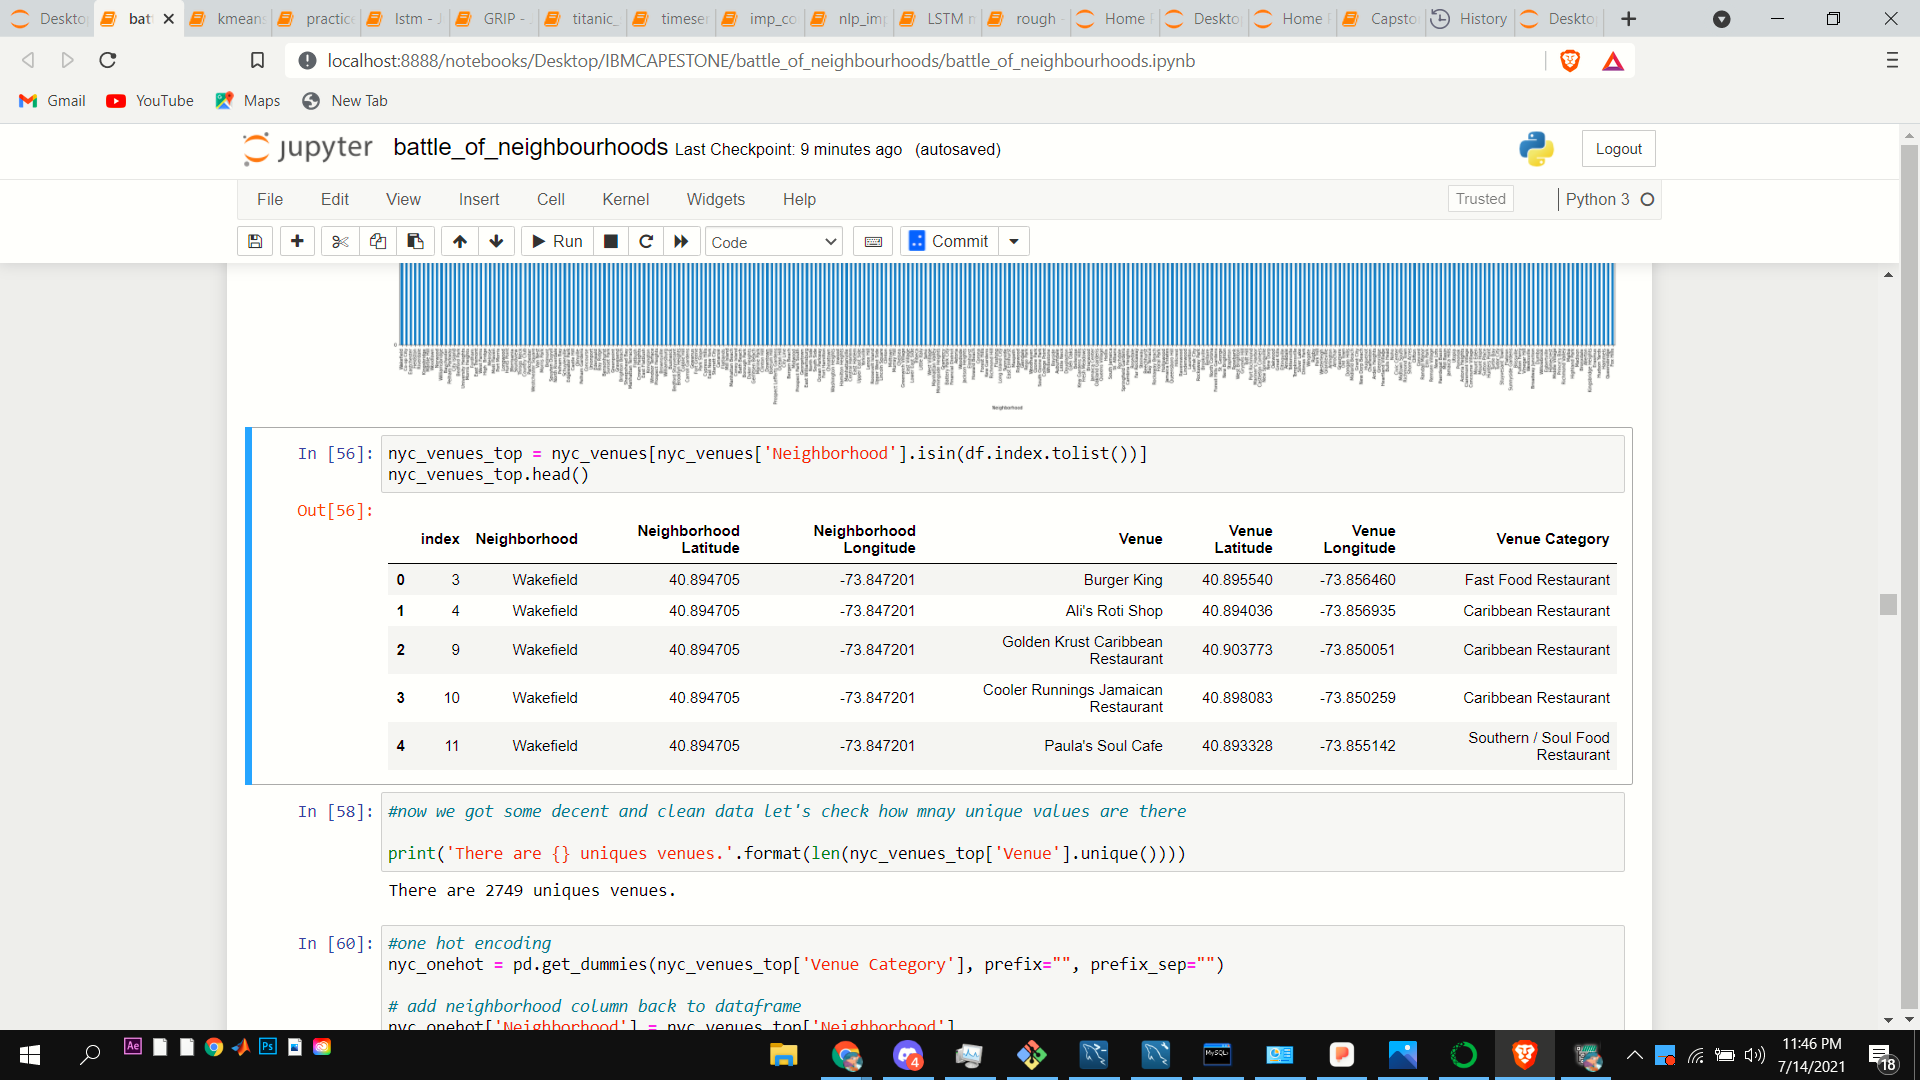 Deskto
bat
kmean
practice
lstm - J
GRIP - J
titanic_
timeser
imp_co
nlp_imp
LSTM n
rough -
Home P
Deskto
Home P
Capsto
History
Deskto
localhost:8888/notebooks/Desktop/IBMCAPESTONE/battle_of_neighbourhoods/battle_of_neighbourhoods.ipynb
Gmail YouTube Maps New Tab
jupyter battle_of_neighbourhoods Last Checkpoint: 9 minutes ago (autosaved) Logout
File Edit View Insert Cell Kernel Widgets Help Trusted Python 3
Run Code Commit
Neighborhood
In [56]: nyc_venues_top = nyc_venues[nyc_venues['Neighborhood'].isin(df.index.tolist())]
nyc_venues_top.head()
Out[56]:
index Neighborhood Neighborhood Latitude Neighborhood Longitude Venue Venue Latitude Venue Longitude Venue Category
0 3 Wakefield 40.894705 -73.847201 Burger King 40.895540 -73.856460 Fast Food Restaurant
1 4 Wakefield 40.894705 -73.847201 Ali's Roti Shop 40.894036 -73.856935 Caribbean Restaurant
2 9 Wakefield 40.894705 -73.847201 Golden Krust Caribbean Restaurant 40.903773 -73.850051 Caribbean Restaurant
3 10 Wakefield 40.894705 -73.847201 Cooler Runnings Jamaican Restaurant 40.898083 -73.850259 Caribbean Restaurant
4 11 Wakefield 40.894705 -73.847201 Paula's Soul Cafe 40.893328 -73.855142 Southern / Soul Food Restaurant
In [58]: #now we got some decent and clean data let's check how mnay unique values are there
print('There are {} uniques venues.'.format(len(nyc_venues_top['Venue'].unique())))
There are 2749 uniques venues.
In [60]: #one hot encoding
nyc_onehot = pd.get_dummies(nyc_venues_top['Venue Category'], prefix="", prefix_sep="")
# add neighborhood column back to dataframe
nyc_onehot['Neighborhood'] = nyc_venues_top['Neighborhood']
Ae Ps 4 MySQL 11:46 PM
7/14/2021 18